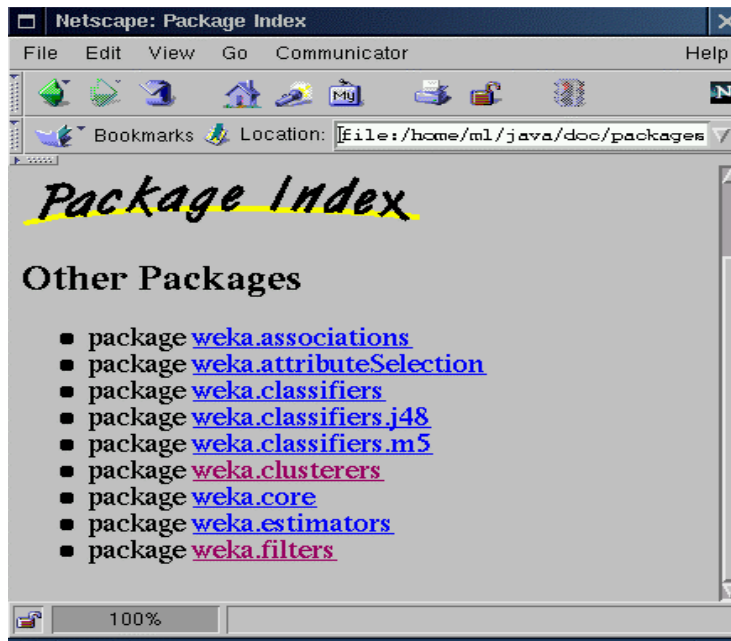 Netscape: Package Index
File Edit View Go Communicator Help
My N
Bookmarks Location: file:/home/ml/java/doc/packages
Package Index
Other Packages
package weka.associations
package weka.attributeSelection
package weka.classifiers
package weka.classifiers.j48
package weka.classifiers.m5
package weka.clusterers
package weka.core
package weka.estimators
package weka.filters
100%